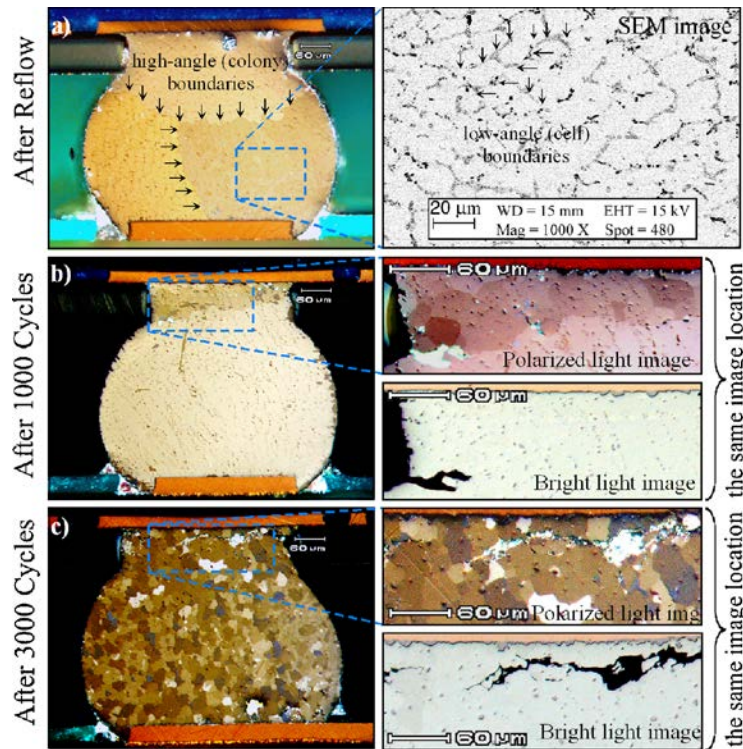 After Reflow
a)
60 µm
high-angle (colony)
boundaries
SEM image
low-angle (cell)
boundaries
20 µm
WD = 15 mm EHT = 15 kV
Mag = 1000 X Spot = 480
After 1000 Cycles
b)
60 µm
60 µm
Polarized light image
60 µm
Bright light image
the same image location
After 3000 Cycles
c)
60 µm
60 µm
Polarized light img
60 µm
Bright light image
the same image location